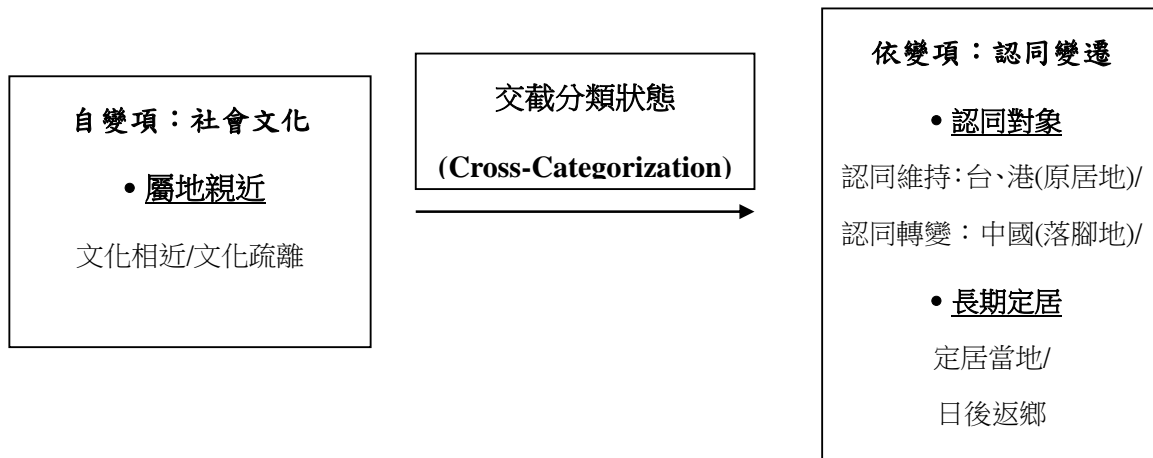 自變項：社會文化
• 屬地親近
文化相近/文化疏離
交截分類狀態
(Cross-Categorization)
依變項：認同變遷
• 認同對象
認同維持：台、港(原居地)/
認同轉變：中國(落腳地)/
• 長期定居
定居當地/
日後返鄉